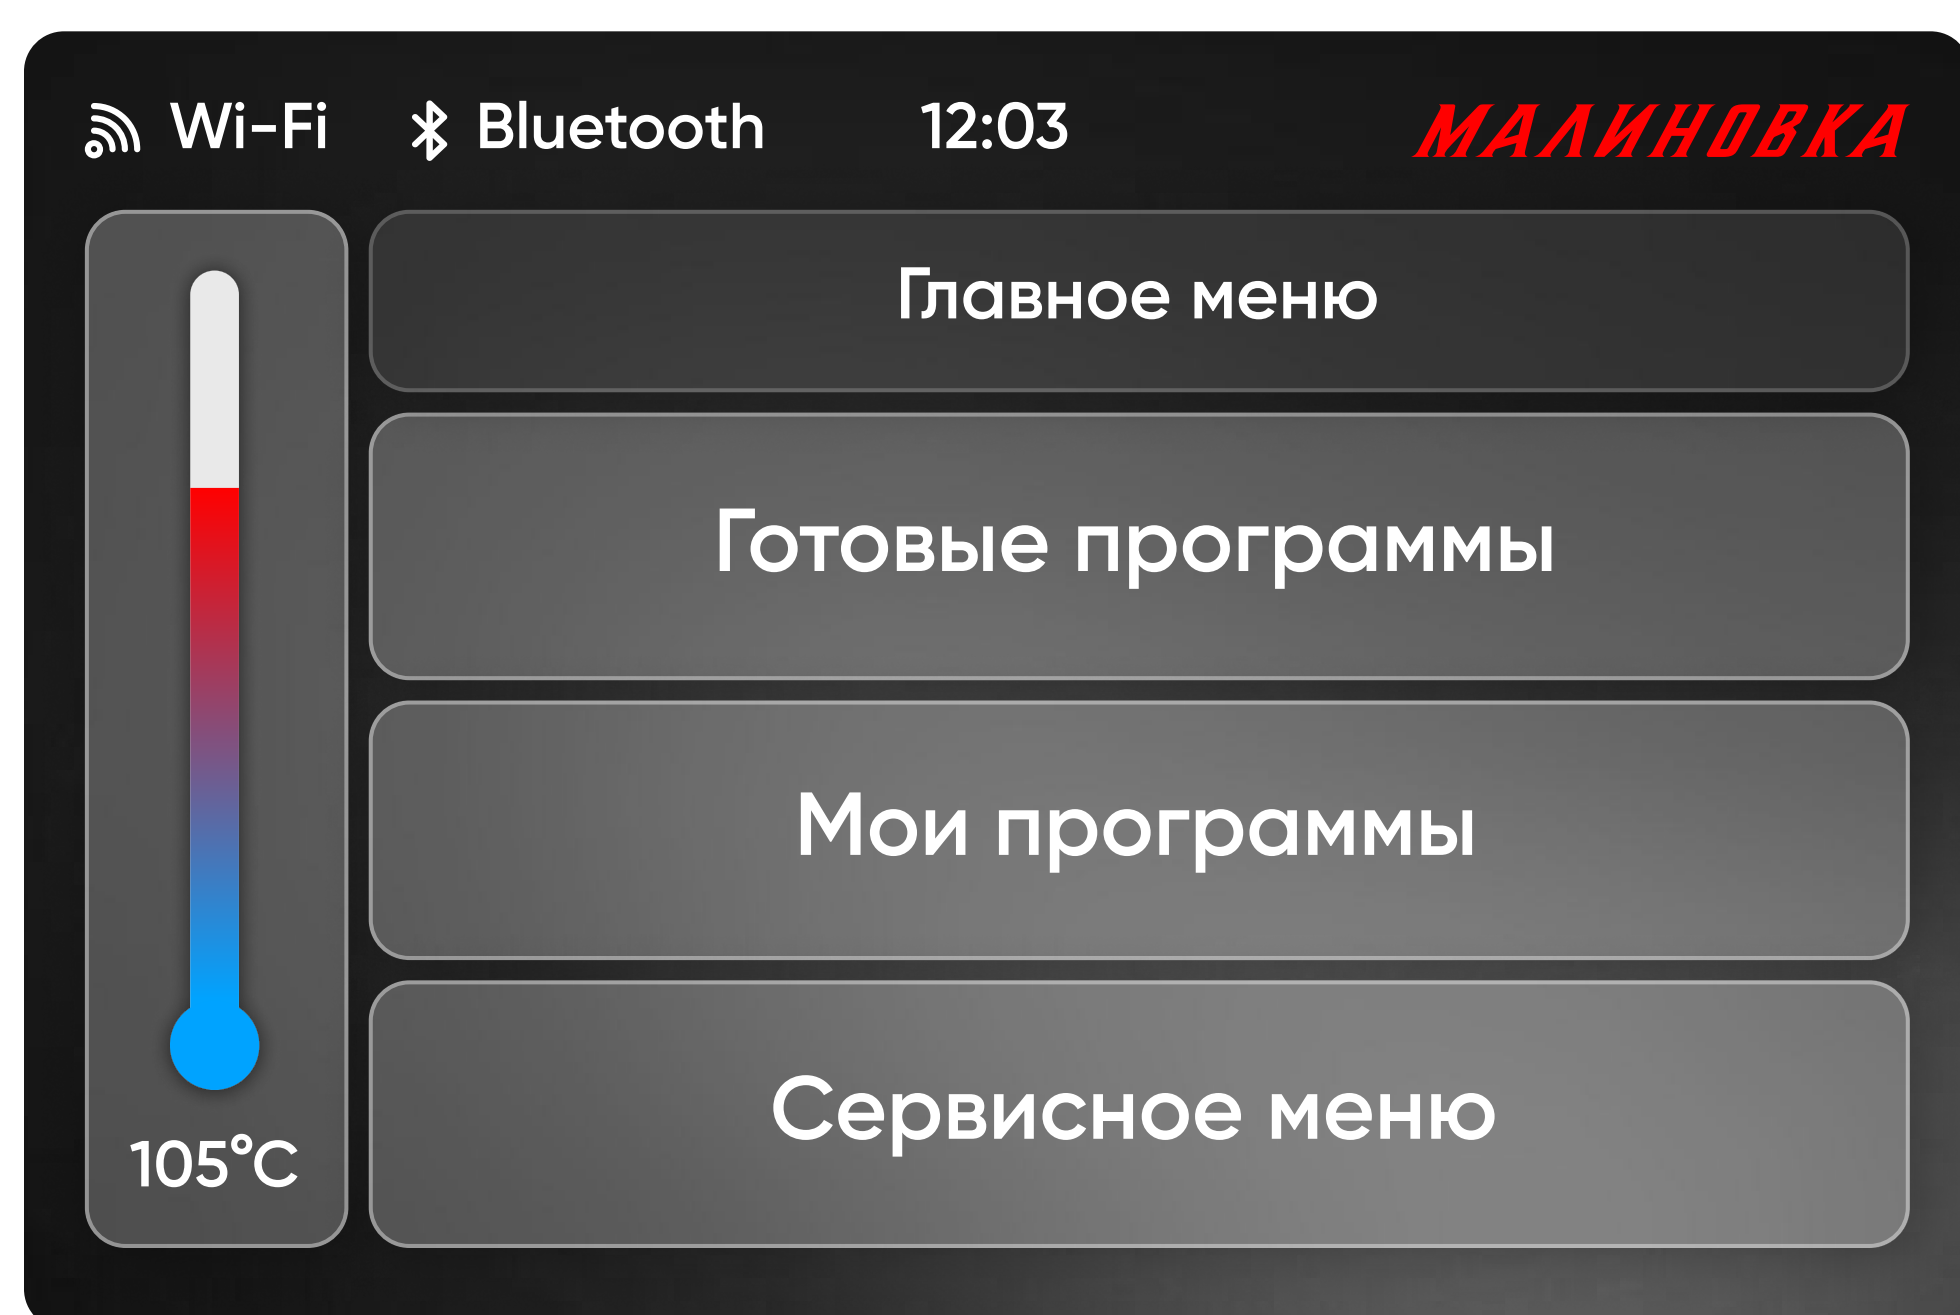 Wi-Fi Bluetooth 12:03 МАЛИНОВКА
Главное меню
Готовые программы
Мои программы
Сервисное меню
105°C